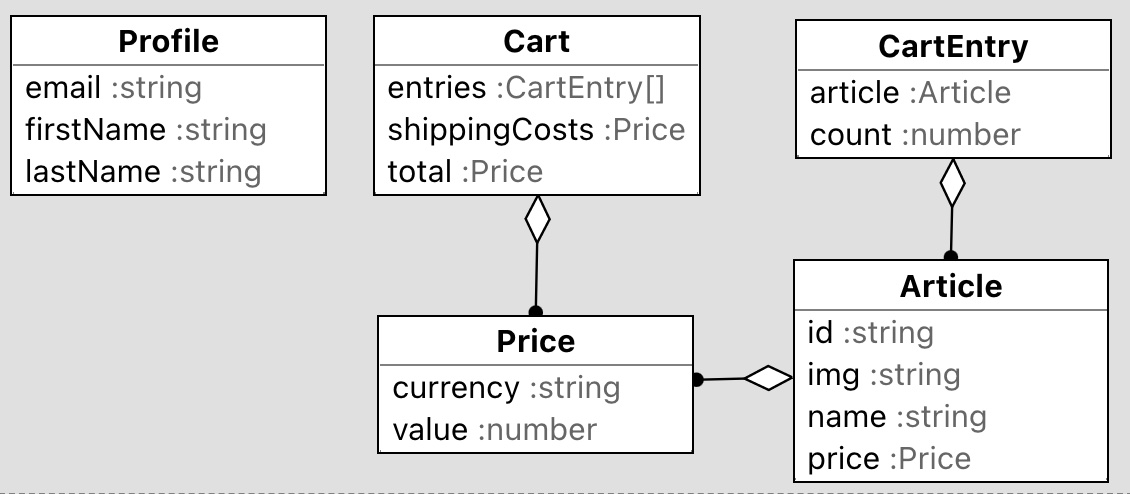 Profile
email :string
firstName :string
lastName :string
Cart
entries :CartEntry[]
shippingCosts :Price
total :Price
CartEntry
article :Article
count :number
Price
currency :string
value :number
Article
id :string
img :string
name :string
price :Price